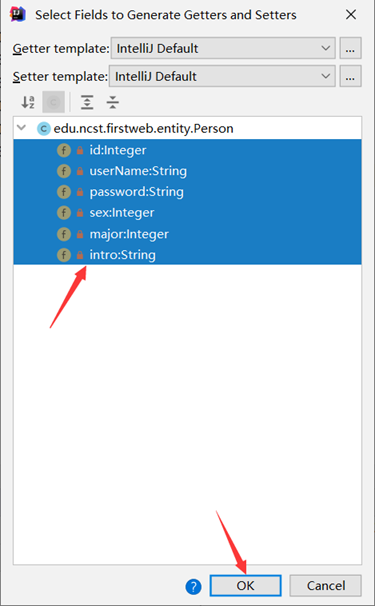 Select Fields to Generate Getters and Setters
Getter template: IntelliJ Default ...
Setter template: IntelliJ Default ...
edu.ncst.firstweb.entity.Person
id:Integer
userName:String
password:String
sex:Integer
major:Integer
intro:String
? OK Cancel